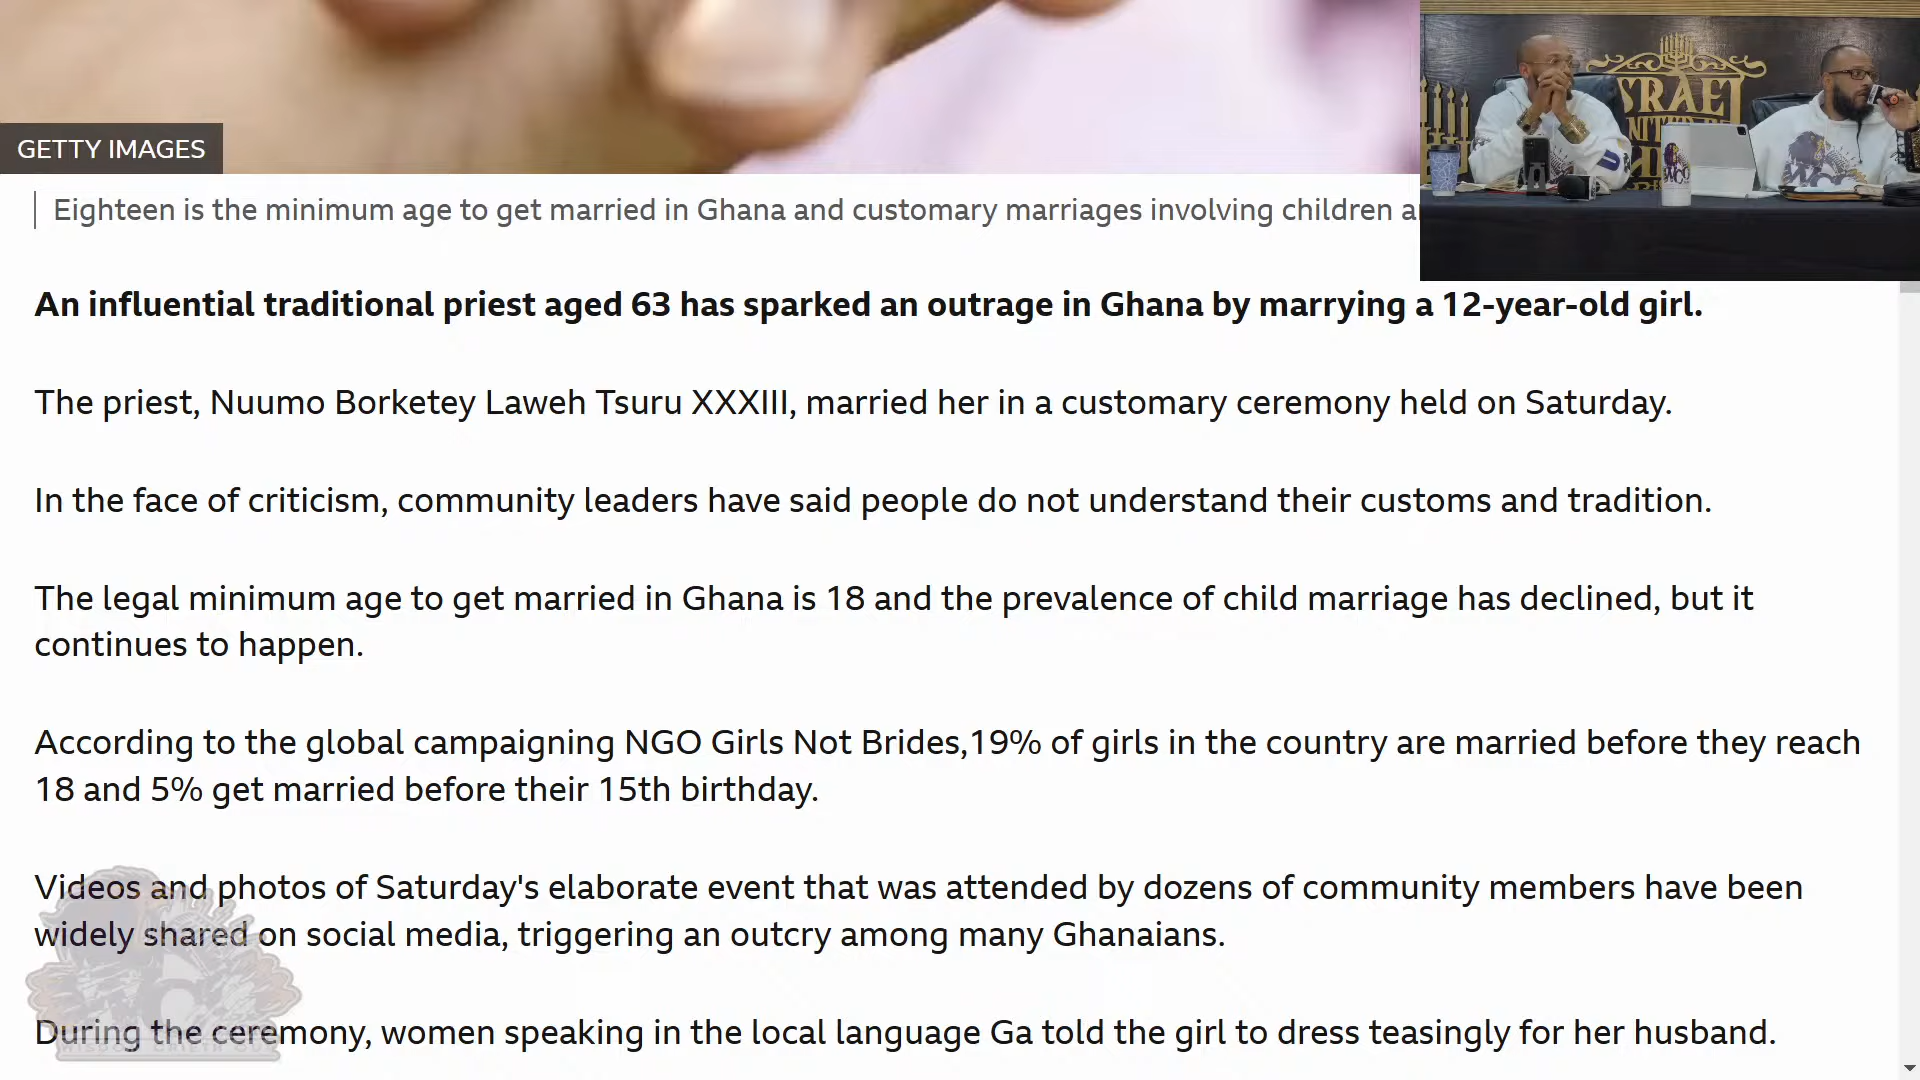 GETTY IMAGES
Eighteen is the minimum age to get married in Ghana and customary marriages involving children
An influential traditional priest aged 63 has sparked an outrage in Ghana by marrying a 12-year-old girl.
The priest, Nuumo Borketey Laweh Tsuru XXXIII, married her in a customary ceremony held on Saturday.
In the face of criticism, community leaders have said people do not understand their customs and tradition.
The legal minimum age to get married in Ghana is 18 and the prevalence of child marriage has declined, but it
continues to happen.
According to the global campaigning NGO Girls Not Brides,19% of girls in the country are married before they reach
18 and 5% get married before their 15th birthday.
Videos and photos of Saturday's elaborate event that was attended by dozens of community members have been
widely shared on social media, triggering an outcry among many Ghanaians.
During the ceremony, women speaking in the local language Ga told the girl to dress teasingly for her husband.
WISDOM CRIETH OUT